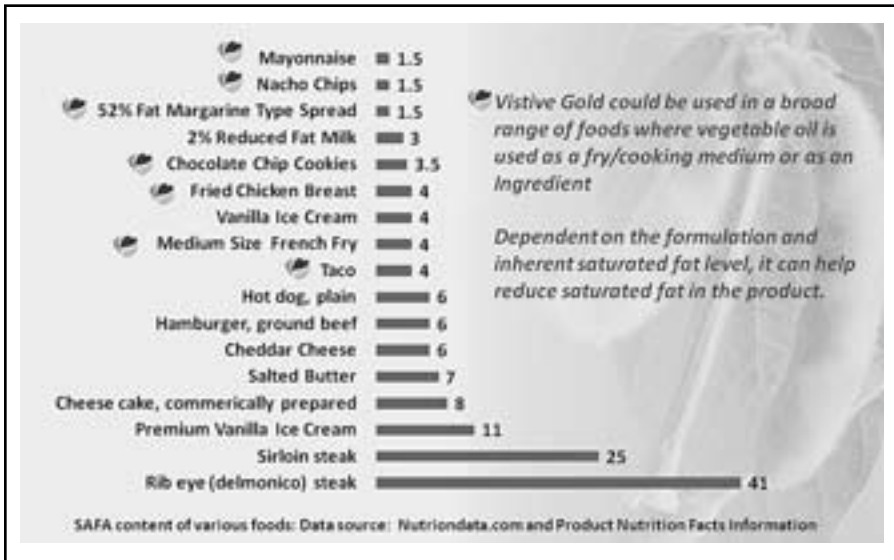 Mayonnaise 1.5
Nacho Chips 1.5
52% Fat Margarine Type Spread 1.5
2% Reduced Fat Milk 3
Chocolate Chip Cookies 3.5
Fried Chicken Breast 4
Vanilla Ice Cream 4
Medium Size French Fry 4
Taco 4
Hot dog, plain 6
Hamburger, ground beef 6
Cheddar Cheese 6
Salted Butter 7
Cheese cake, commerically prepared 8
Premium Vanilla Ice Cream 11
Sirloin steak 25
Rib eye (delmonico) steak 41
Vistive Gold could be used in a broad
range of foods where vegetable oil is
used as a fry/cooking medium or as an
Ingredient
Dependent on the formulation and
inherent saturated fat level, it can help
reduce saturated fat in the product.
SAFA content of various foods: Data source: Nutriondata.com and Product Nutrition Facts Information